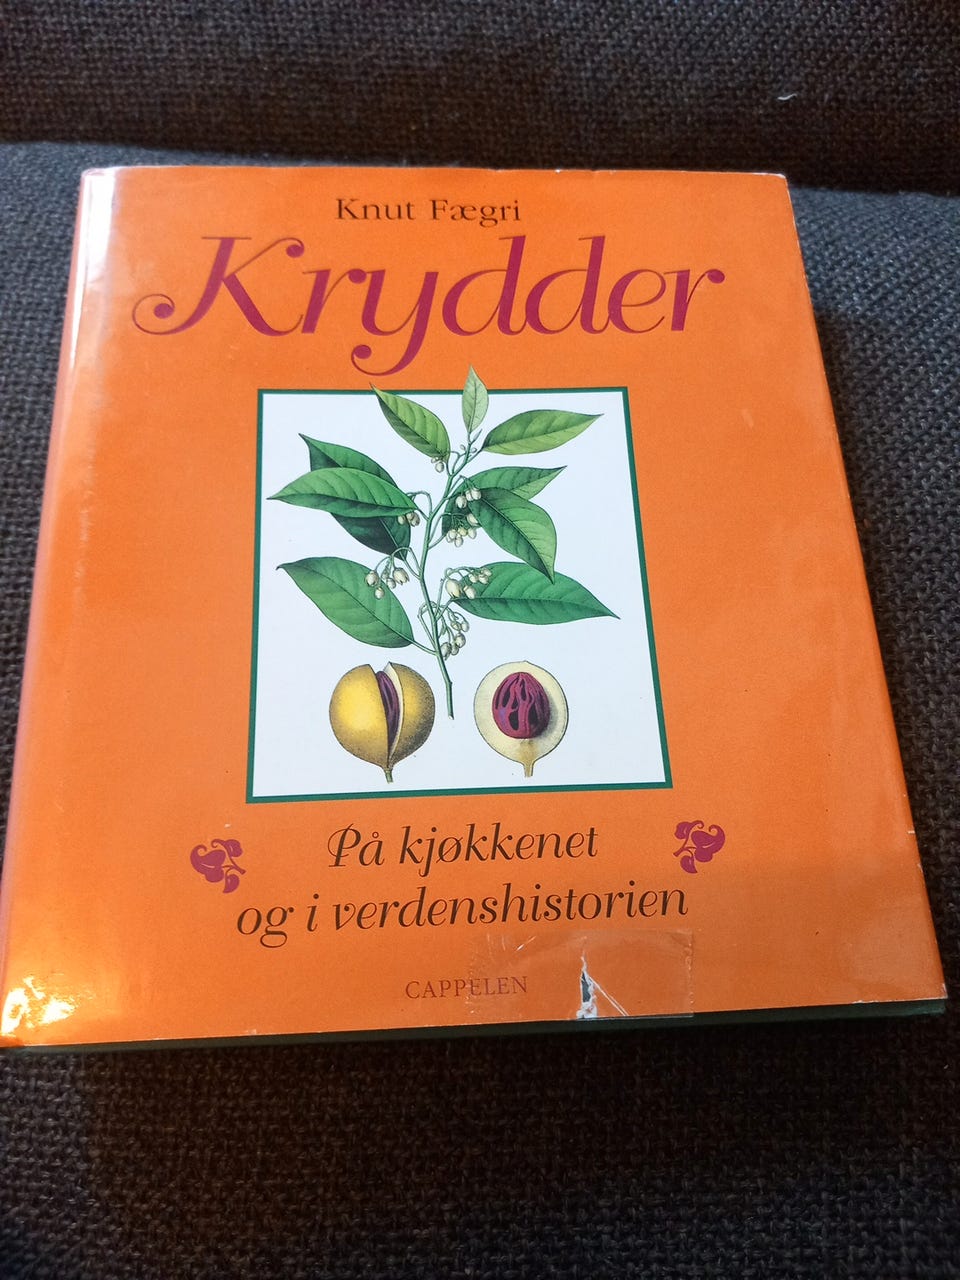 Knut Fægri
Krydder
På kjøkkenet
og i verdenshistorien
CAPPELEN